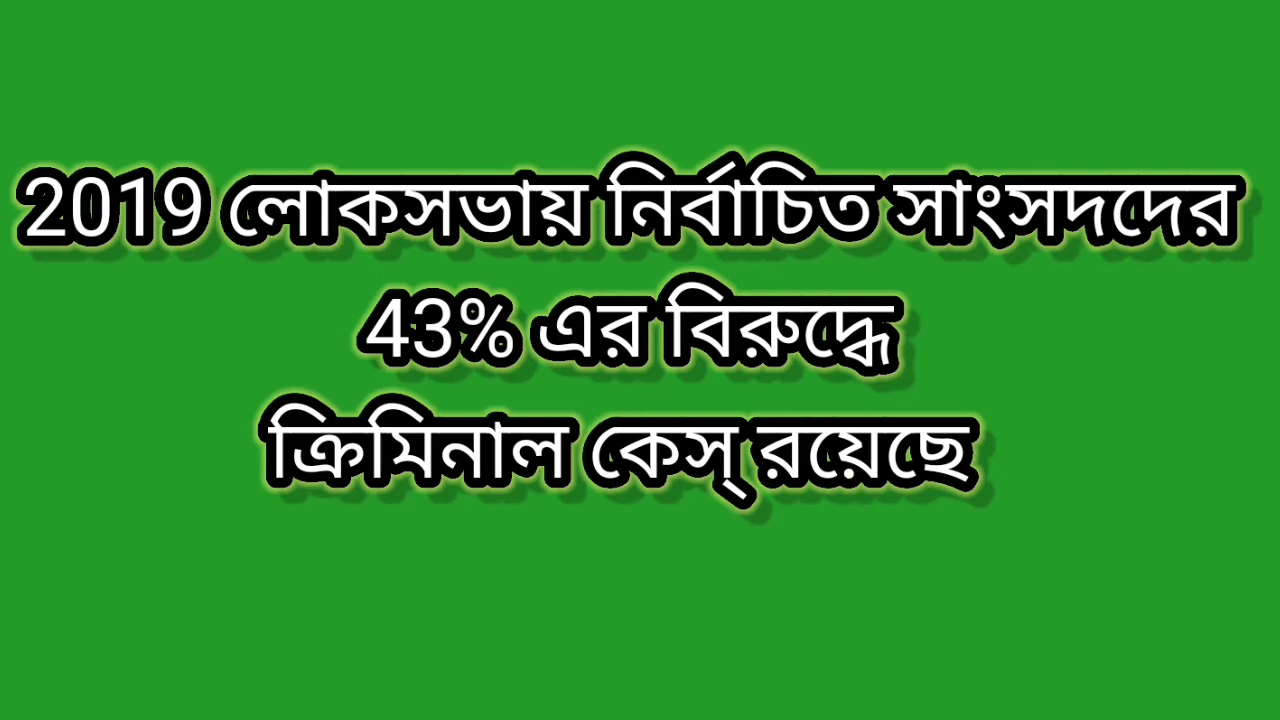 2019 লোকসভায় নির্বাচিত সাংসদদের
43% এর বিরুদ্ধে
ক্রিমিনাল কেস্ রয়েছে